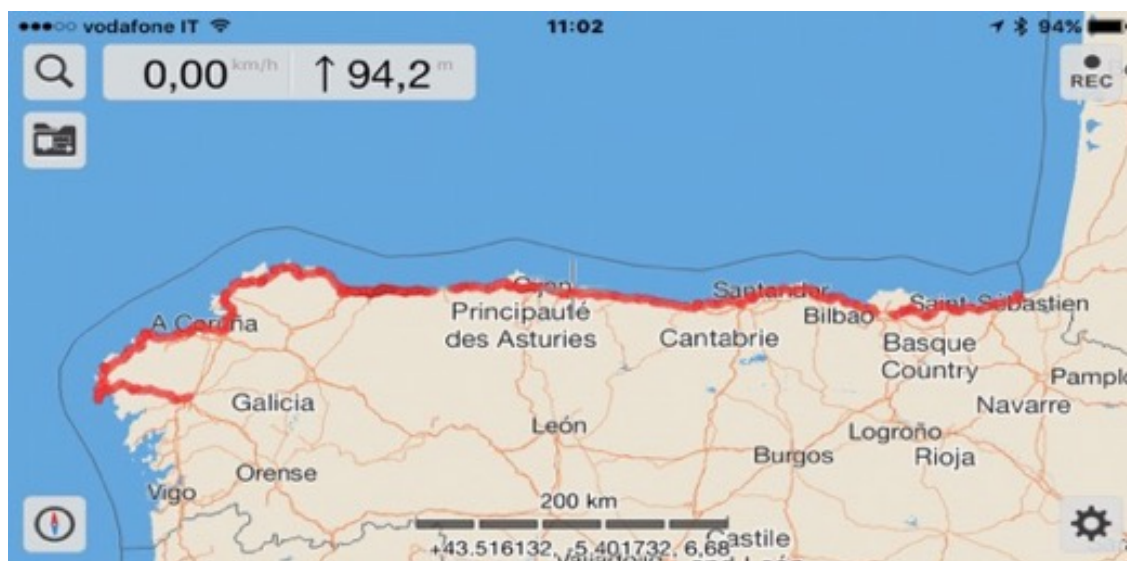 vodafone IT 11:02 94%
0,00 km/h ↑ 94,2 m
REC
Gijon
Santander
Saint-Sébastien
A Coruña
Bilbao
Principauté
des Asturies
Cantabrie
Basque
Country
Galicia
Navarre
León
Logroño
Burgos
Rioja
Orense
Vigo
200 km
Castile
+43.516132, -5.401732, 6,68